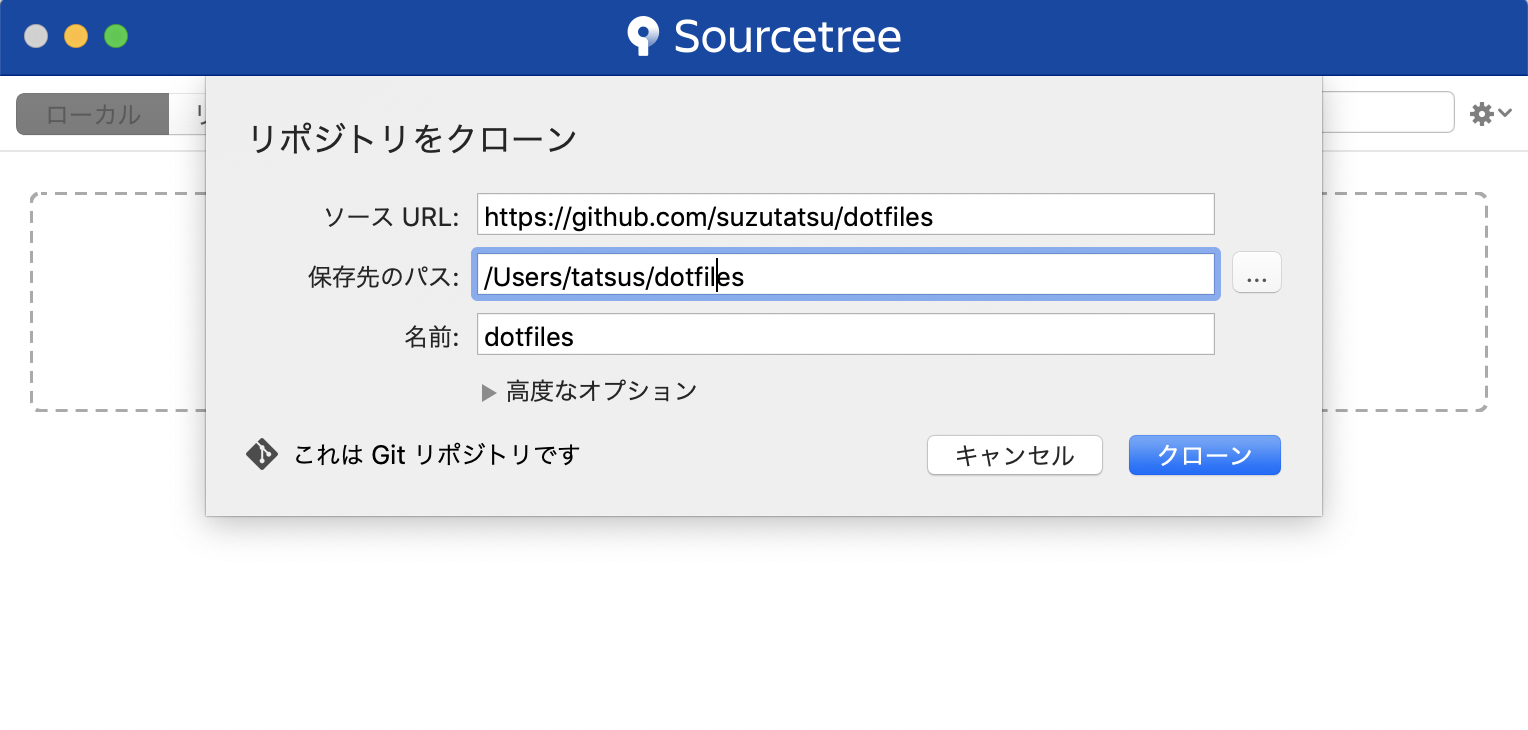 Sourcetree
ローカル
リポジトリをクローン
ソース URL: https://github.com/suzutatsu/dotfiles
保存先のパス: /Users/tatsus/dotfiles ...
名前: dotfiles
高度なオプション
これは Git リポジトリです キャンセル クローン